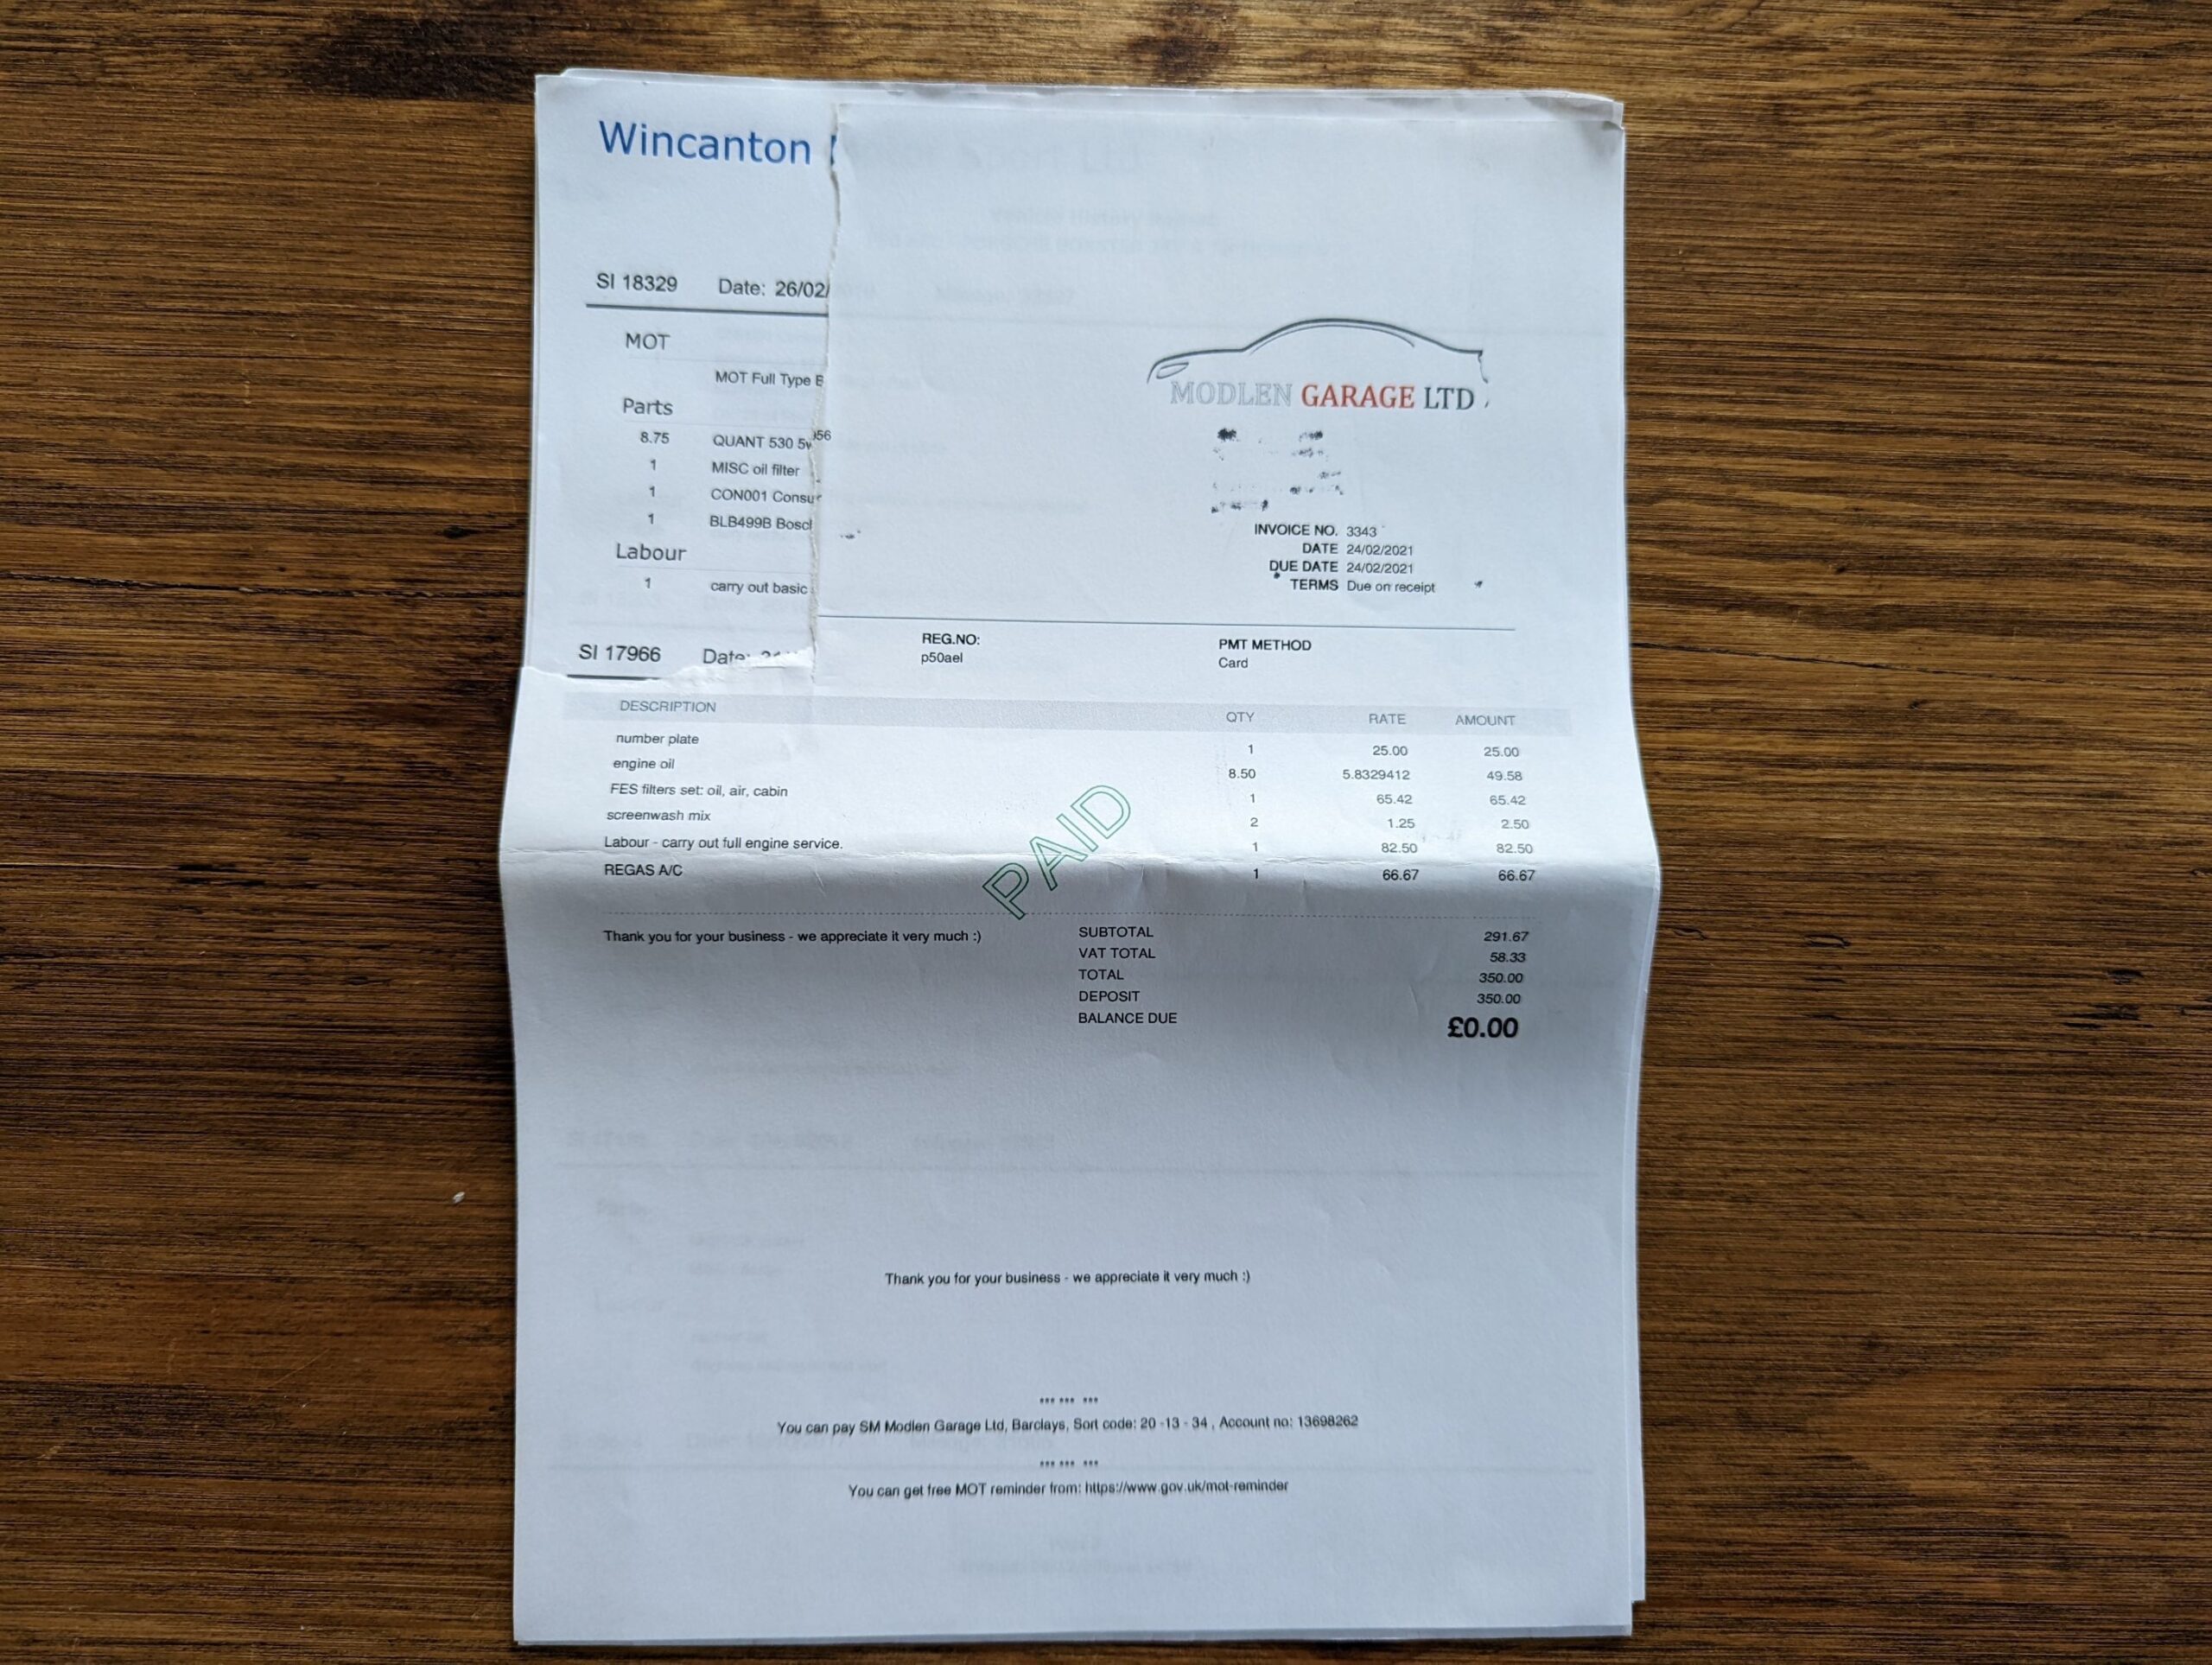 Wincanton
SI 18329 Date: 26/02/
MOT
MOT Full Type B
Parts
8.75 QUANT 530 5w
1 MISC oil filter
1 CON001
1 BLB499B
Labour
1 carry out basic
SI 17966 Date:
MODLEN GARAGE LTD
INVOICE NO. 3343
DATE 24/02/2021
DUE DATE 24/02/2021
TERMS Due on receipt
REG.NO: PMT METHOD
p50ael Card
DESCRIPTION QTY RATE AMOUNT
number plate 1 25.00 25.00
engine oil 8.50 5.8329412 49.58
FES filters set: oil, air, cabin 1 65.42 65.42
screenwash mix 2 1.25 2.50
Labour - carry out full engine service. 1 82.50 82.50
REGAS A/C 1 66.67 66.67
PAID
Thank you for your business - we appreciate it very much :)
SUBTOTAL 291.67
VAT TOTAL 58.33
TOTAL 350.00
DEPOSIT 350.00
BALANCE DUE £0.00
Thank you for your business - we appreciate it very much :)
*** *** ***
You can pay SM Modlen Garage Ltd, Barclays, Sort code: 20 -13 - 34 , Account no: 13698262
*** *** ***
You can get free MOT reminder from: https://www.gov.uk/mot-reminder